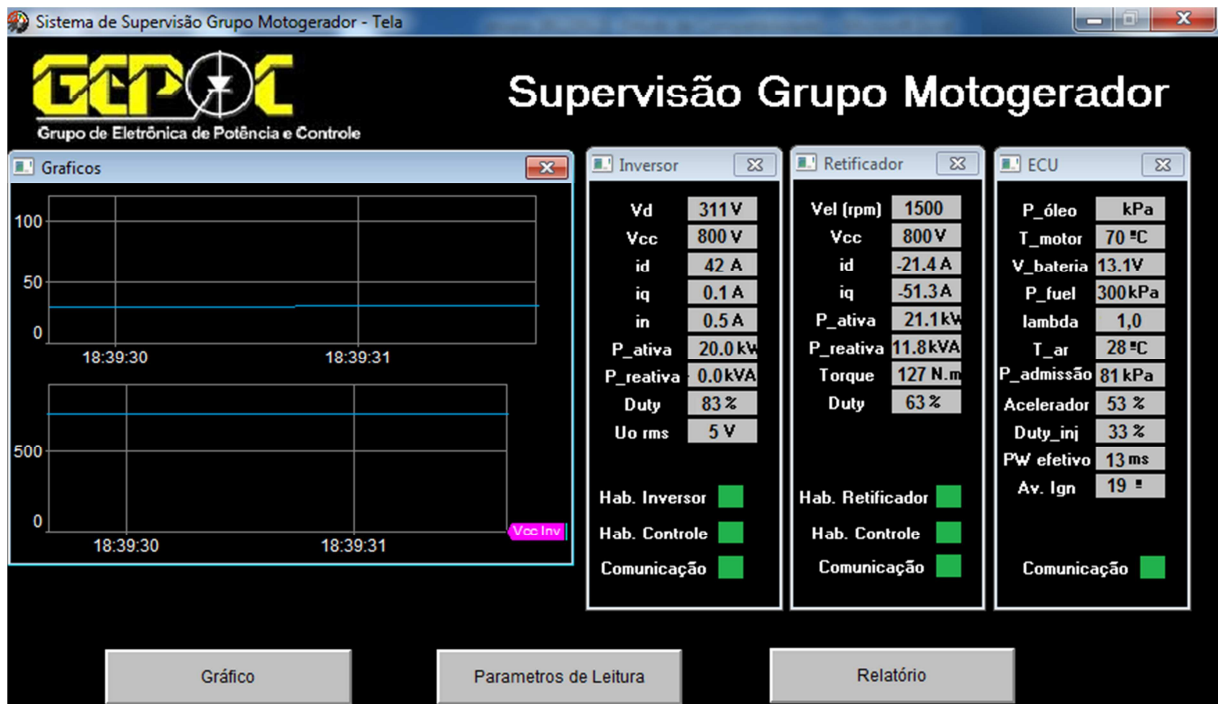 Sistema de Supervisão Grupo Motogerador - Tela
GEPOC
Grupo de Eletrônica de Potência e Controle
Supervisão Grupo Motogerador
Graficos
100
50
0
18:39:30 18:39:31
500
0
18:39:30 18:39:31
Vcc Inv
Inversor
Vd 311 V
Vcc 800 V
id 42 A
iq 0.1 A
in 0.5 A
P_ativa 20.0 kW
P_reativa - 0.0 kVA
Duty 83 %
Uo rms 5 V
Hab. Inversor
Hab. Controle
Comunicação
Retificador
Vel (rpm) 1500
Vcc 800 V
id -21.4 A
iq -51.3 A
P_ativa 21.1 kW
P_reativa 11.8 kVA
Torque 127 N.m
Duty 63 %
Hab. Retificador
Hab. Controle
Comunicação
ECU
P_óleo kPa
T_motor 70 ºC
V_bateria 13.1V
P_fuel 300 kPa
lambda 1,0
T_ar 28 ºC
P_admissão 81 kPa
Acelerador 53 %
Duty_inj 33 %
PW efetivo 13 ms
Av. Ign 19 º
Comunicação
Gráfico
Parametros de Leitura
Relatório